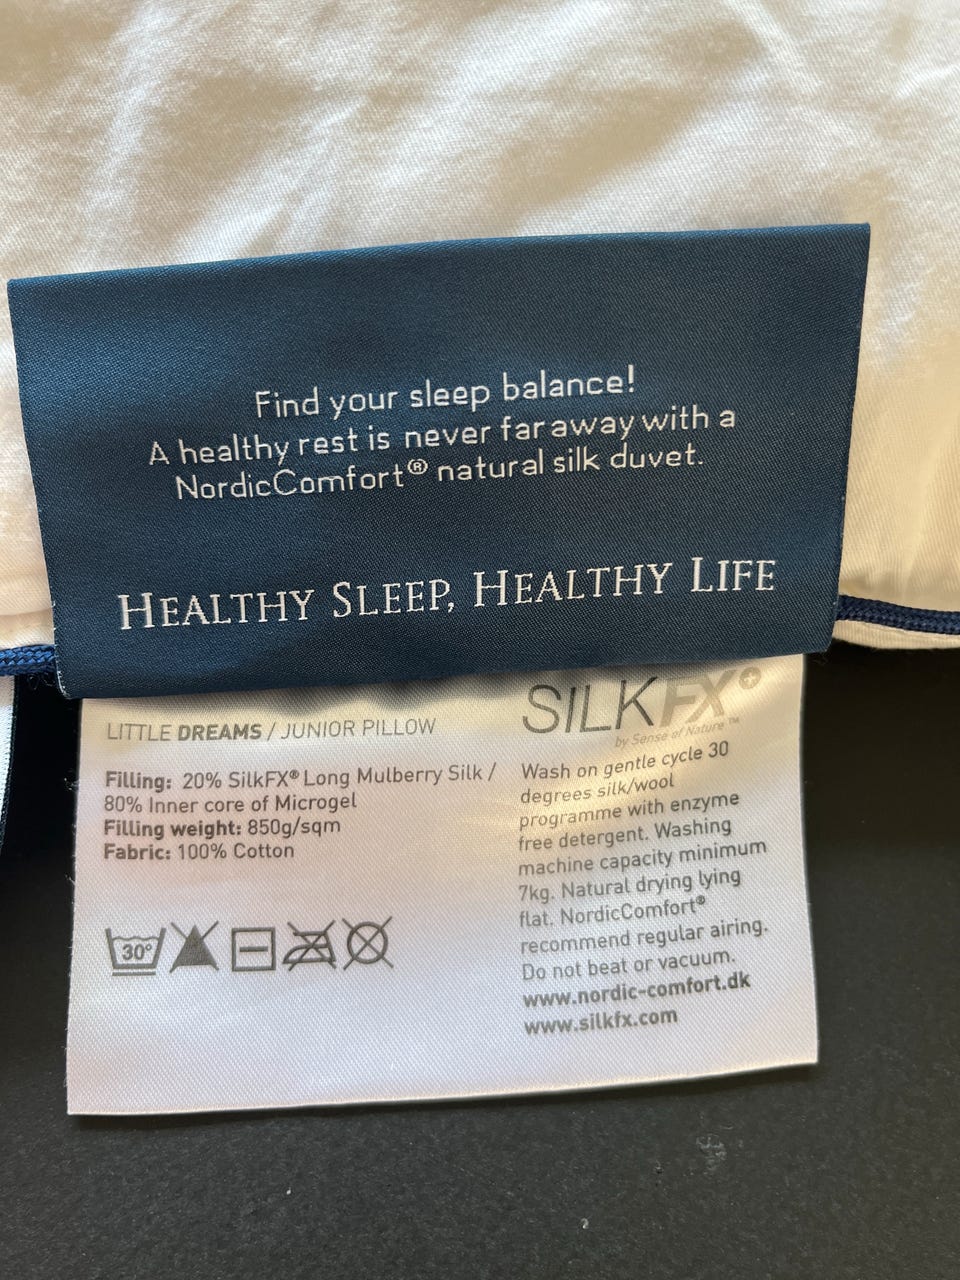 Find your sleep balance!
A healthy rest is never far away with a
NordicComfort® natural silk duvet.
HEALTHY SLEEP, HEALTHY LIFE
LITTLE DREAMS / JUNIOR PILLOW
Filling: 20% SilkFX® Long Mulberry Silk /
80% Inner core of Microgel
Filling weight: 850g/sqm
Fabric: 100% Cotton
30°
SILKFX
by Sense of Nature™
Wash on gentle cycle 30
degrees silk/wool
programme with enzyme
free detergent. Washing
machine capacity minimum
7kg. Natural drying lying
flat. NordicComfort®
recommend regular airing.
Do not beat or vacuum.
www.nordic-comfort.dk
www.silkfx.com